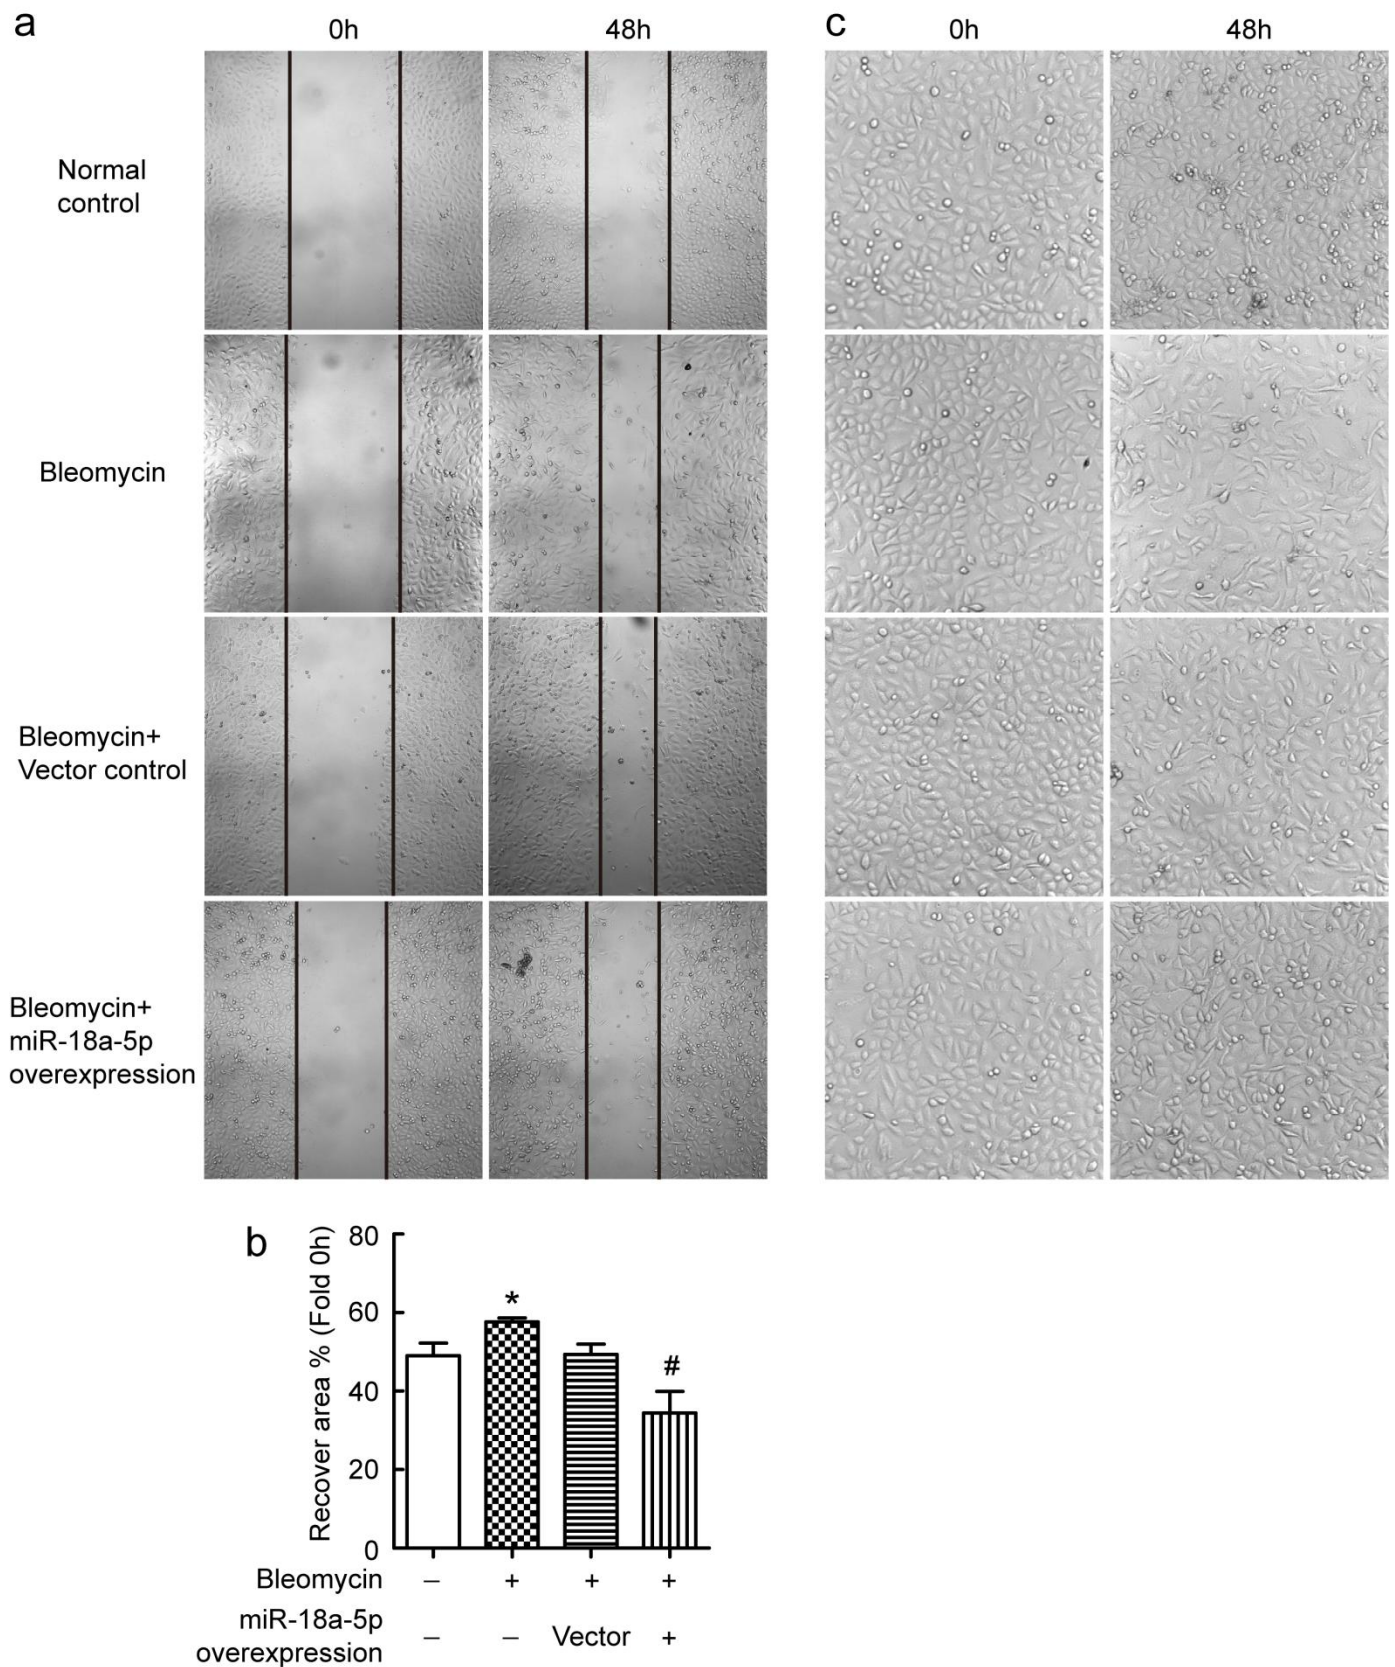 a
0h
48h
c
0h
48h
Normal
control
Bleomycin
Bleomycin+
Vector control
Bleomycin+
miR-18a-5p
overexpression
b
Recover area % (Fold 0h)
80
60
40
20
0
*
#
Bleomycin – + + +
miR-18a-5p
overexpression – – Vector +